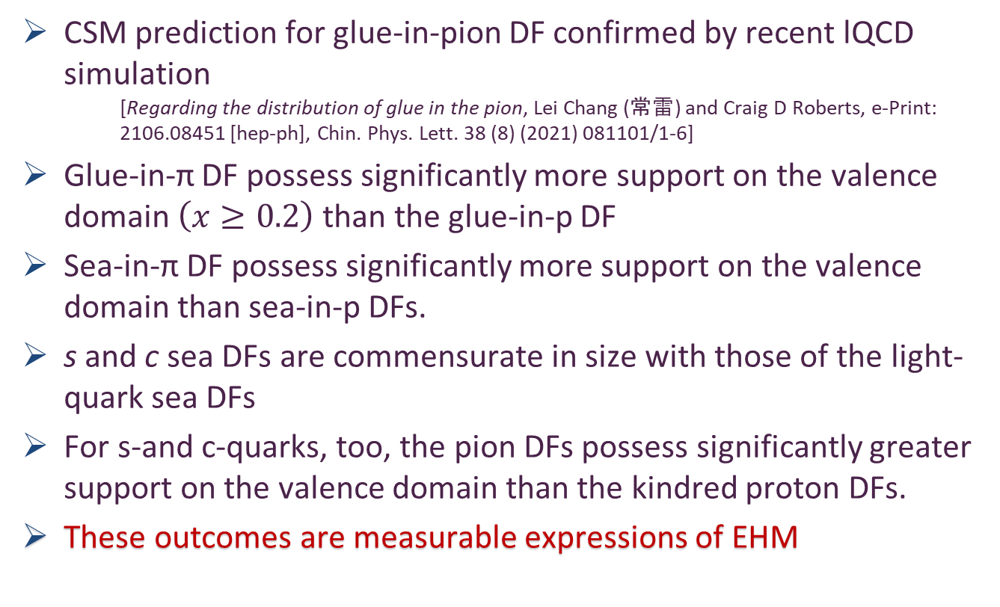 ➢ CSM prediction for glue-in-pion DF confirmed by recent lQCD
simulation
[Regarding the distribution of glue in the pion, Lei Chang (常雷) and Craig D Roberts, e-Print:
2106.08451 [hep-ph], Chin. Phys. Lett. 38 (8) (2021) 081101/1-6]
➢ Glue-in-π DF possess significantly more support on the valence
domain (x ≥ 0.2) than the glue-in-p DF
➢ Sea-in-π DF possess significantly more support on the valence
domain than sea-in-p DFs.
➢ s and c sea DFs are commensurate in size with those of the light-
quark sea DFs
➢ For s-and c-quarks, too, the pion DFs possess significantly greater
support on the valence domain than the kindred proton DFs.
➢ These outcomes are measurable expressions of EHM